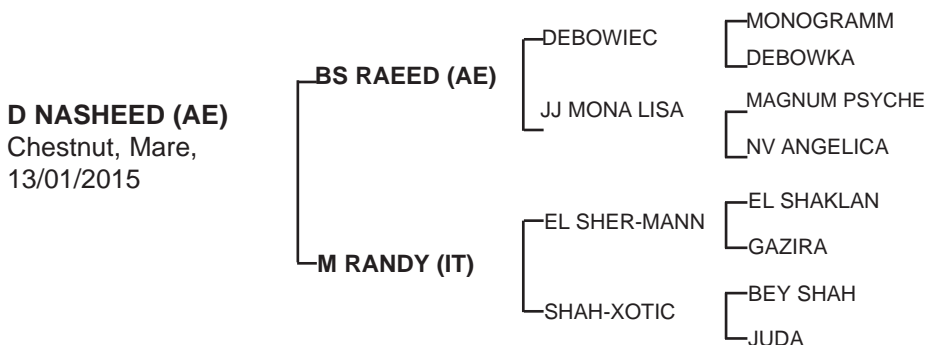 D NASHEED (AE)
Chestnut, Mare,
13/01/2015
BS RAEED (AE)
M RANDY (IT)
DEBOWIEC
JJ MONA LISA
EL SHER-MANN
SHAH-XOTIC
MONOGRAMM
DEBOWKA
MAGNUM PSYCHE
NV ANGELICA
EL SHAKLAN
GAZIRA
BEY SHAH
JUDA